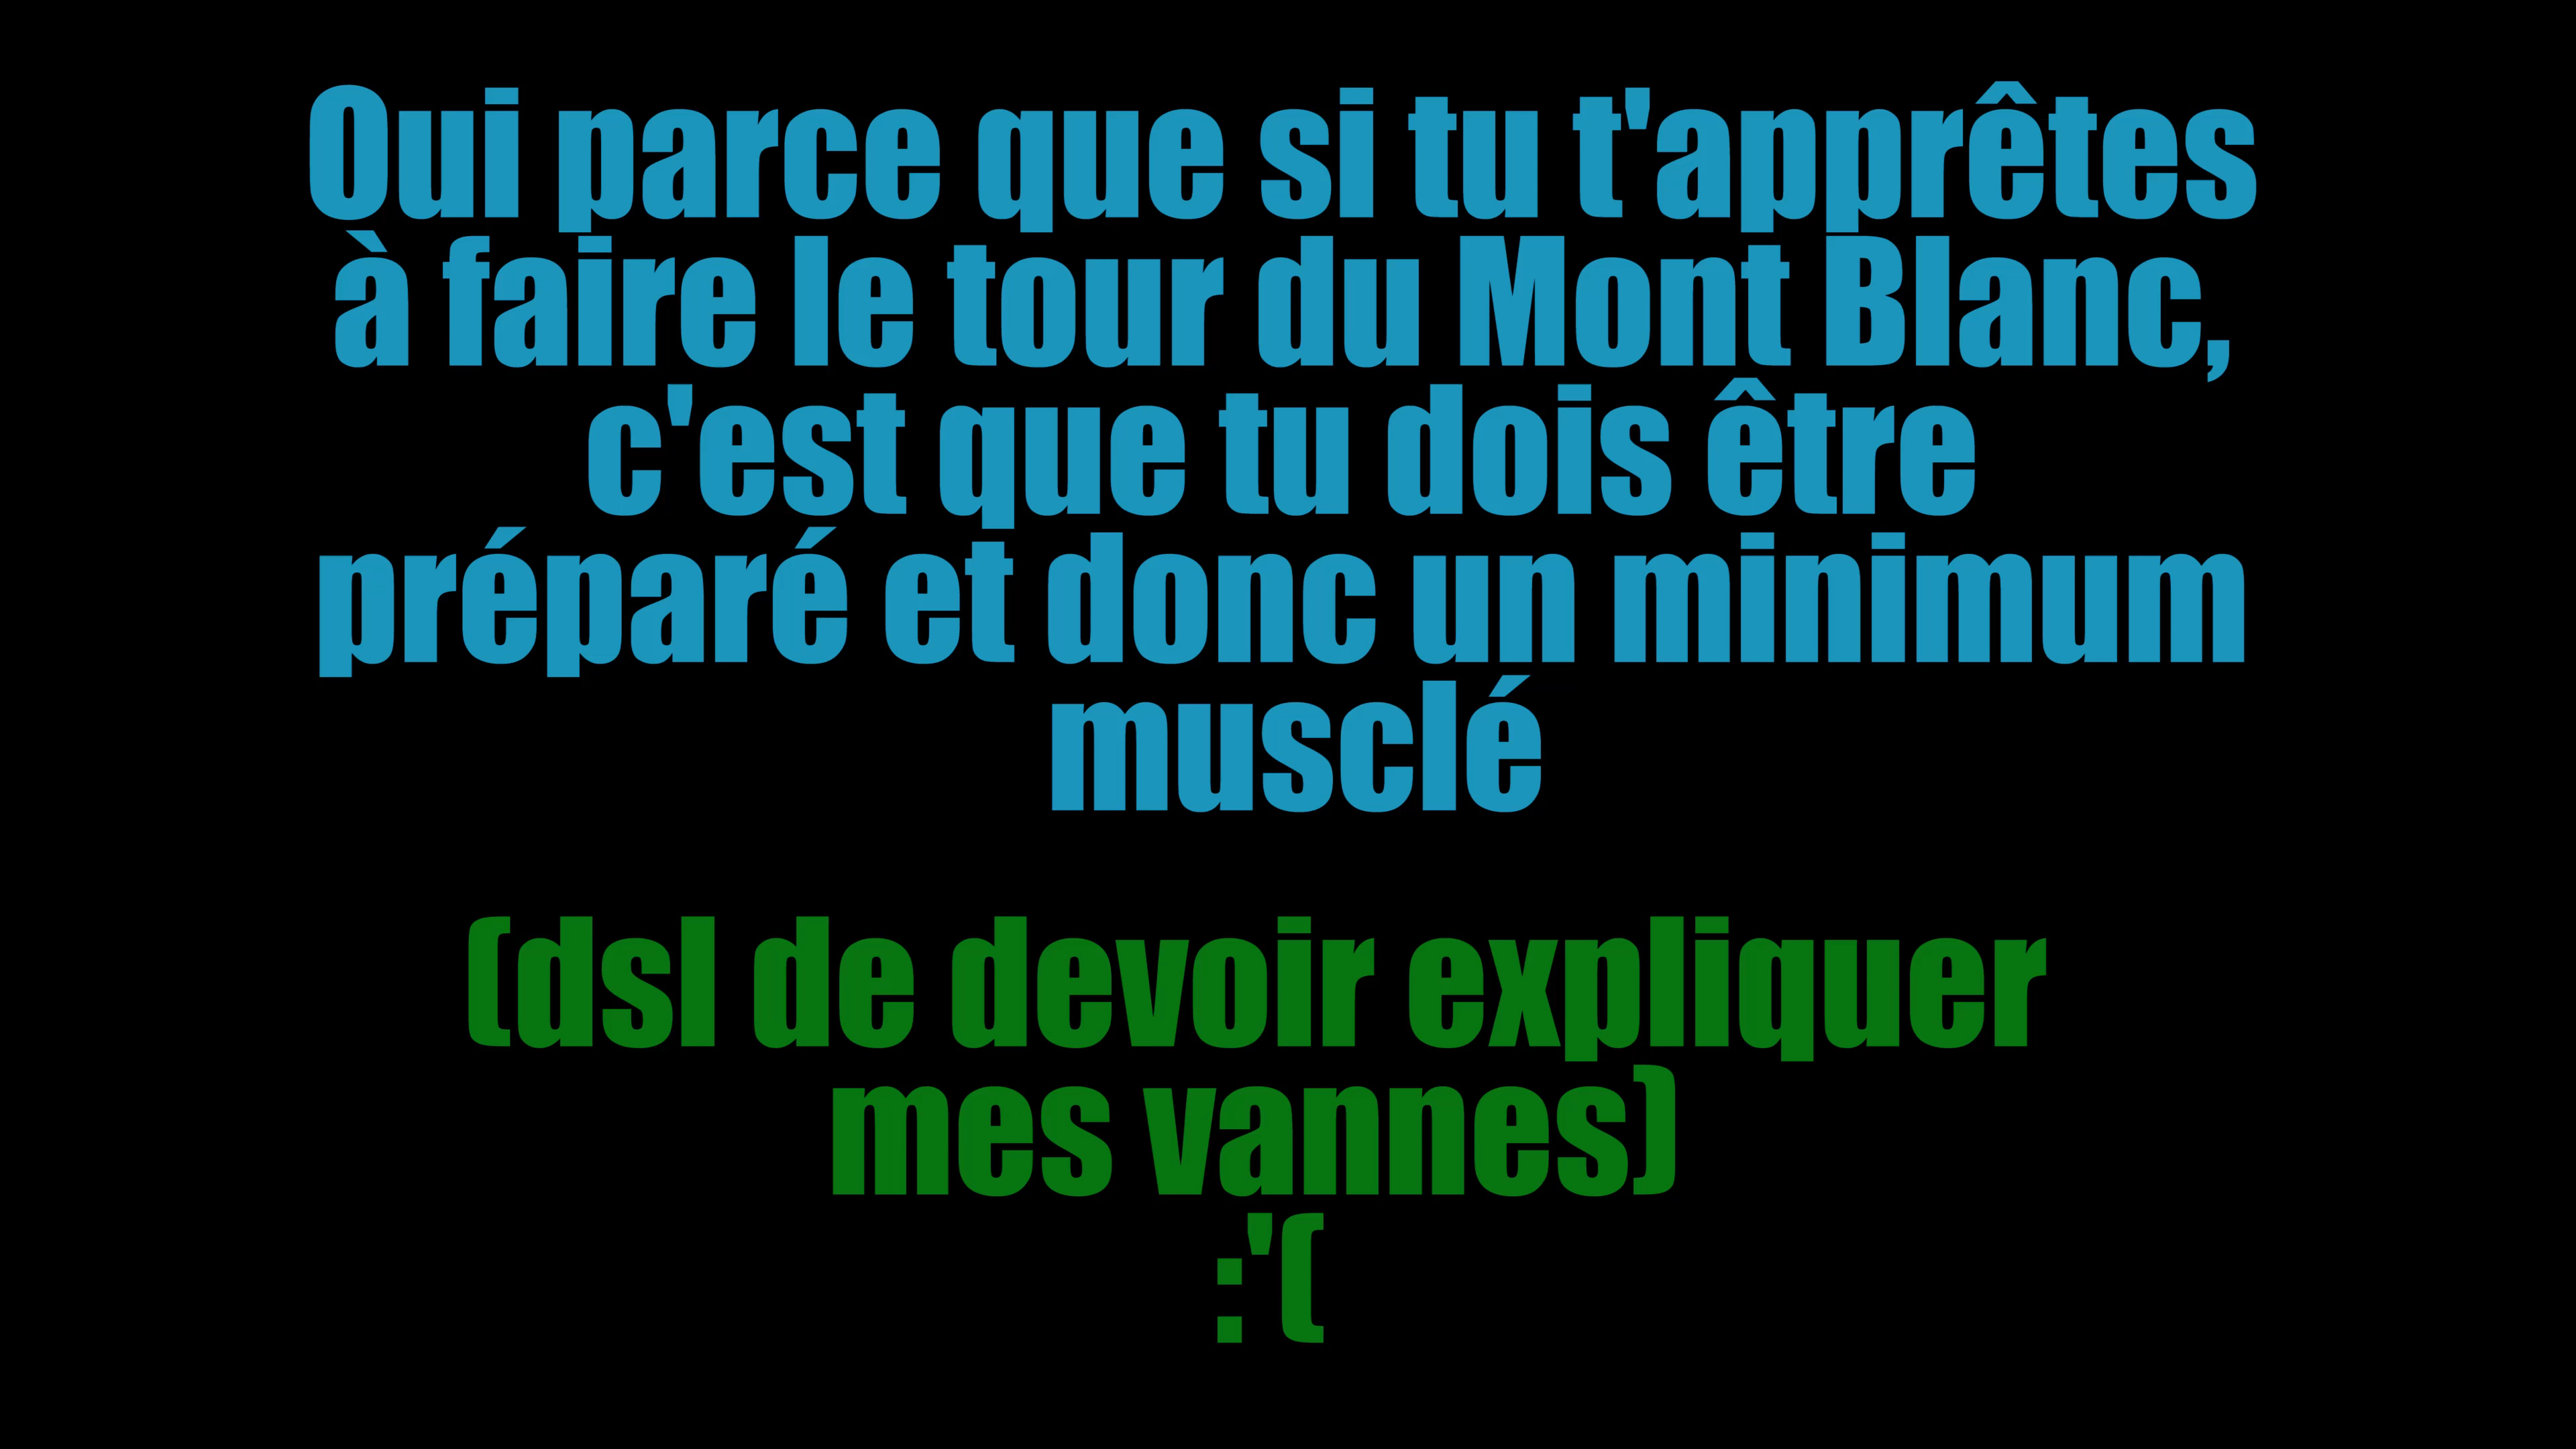 Oui parce que si tu t'apprêtes
à faire le tour du Mont Blanc,
c'est que tu dois être
préparé et donc un minimum
musclé
(dsl de devoir expliquer
mes vannes)
:'(